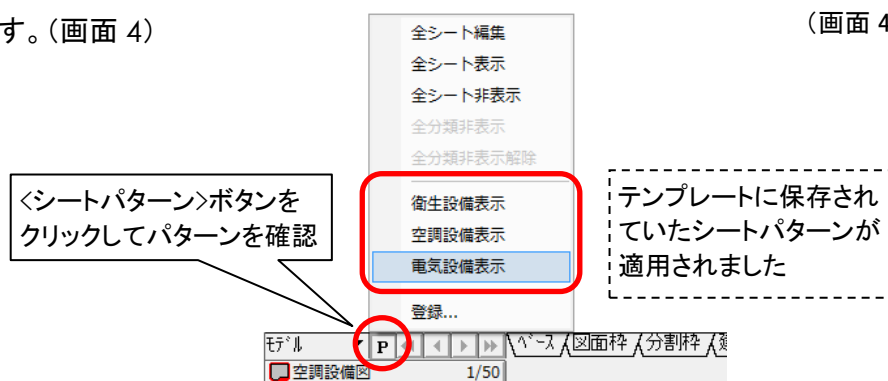 す。(画面 4)
(画面 4
全シート編集
全シート表示
全シート非表示
全分類非表示
全分類非表示解除
<シートパターン>ボタンを
クリックしてパターンを確認
衛生設備表示
空調設備表示
電気設備表示
テンプレートに保存され
ていたシートパターンが
適用されました
登録...
モデル P ベース 図面枠 分割枠
空調設備図 1/50